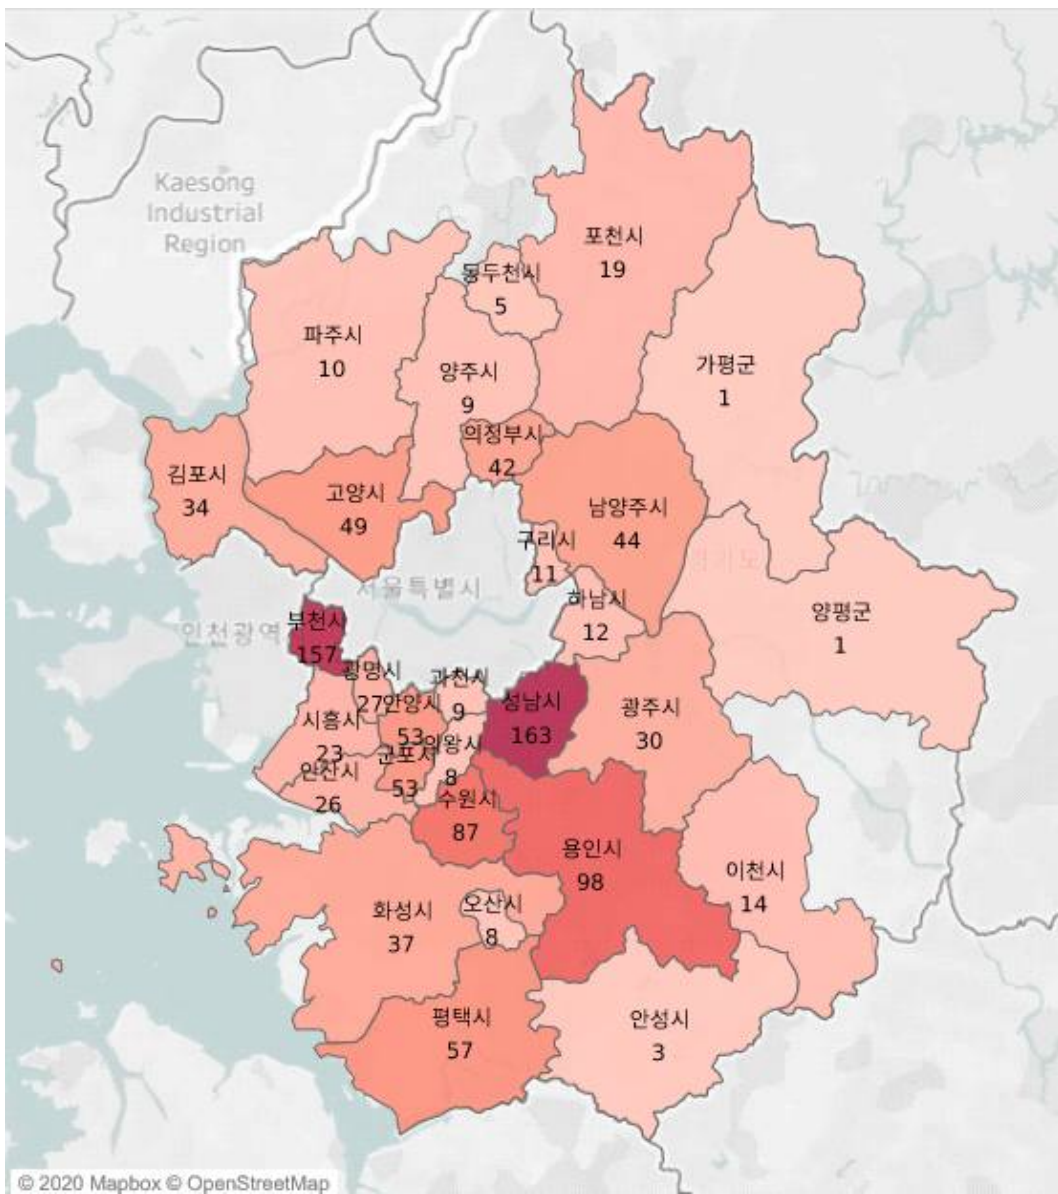 Kaesong
Industrial
Region
포천시
19
동두천시
5
파주시
10
양주시
9
가평군
1
의정부시
42
김포시
34
고양시
49
남양주시
44
구리시
11
경기도
서울특별시
하남시
12
양평군
1
부천시
157
인천광역
광명시
27
과천시
9
안양시
53
성남시
163
광주시
30
시흥시
23
의왕시
8
군포시
53
안산시
26
수원시
87
용인시
98
이천시
14
화성시
37
오산시
8
평택시
57
안성시
3
© 2020 Mapbox © OpenStreetMap